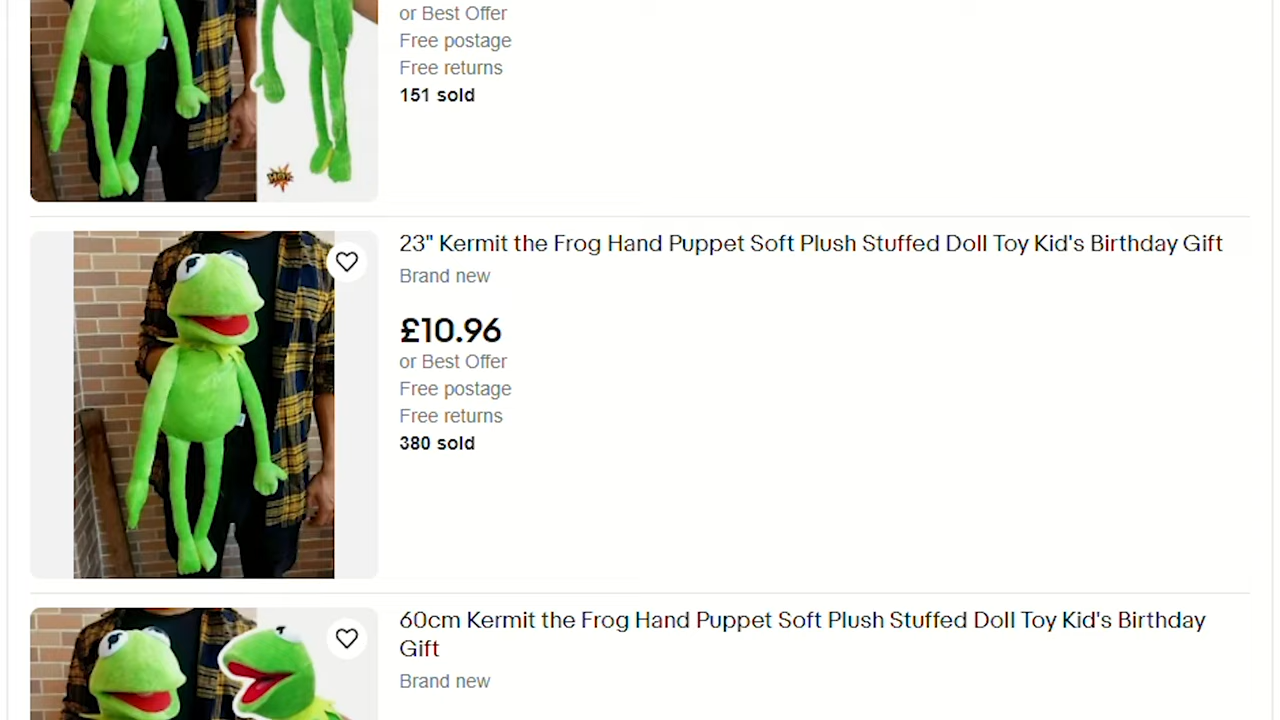 or Best Offer
Free postage
Free returns
151 sold
23" Kermit the Frog Hand Puppet Soft Plush Stuffed Doll Toy Kid's Birthday Gift
Brand new
£10.96
or Best Offer
Free postage
Free returns
380 sold
60cm Kermit the Frog Hand Puppet Soft Plush Stuffed Doll Toy Kid's Birthday
Gift
Brand new